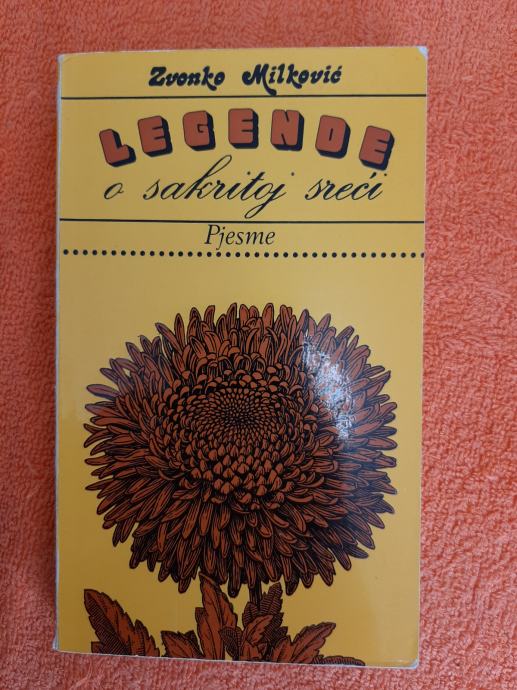 Zvonko Milković
LEGENDE
o sakritoj sreći
Pjesme